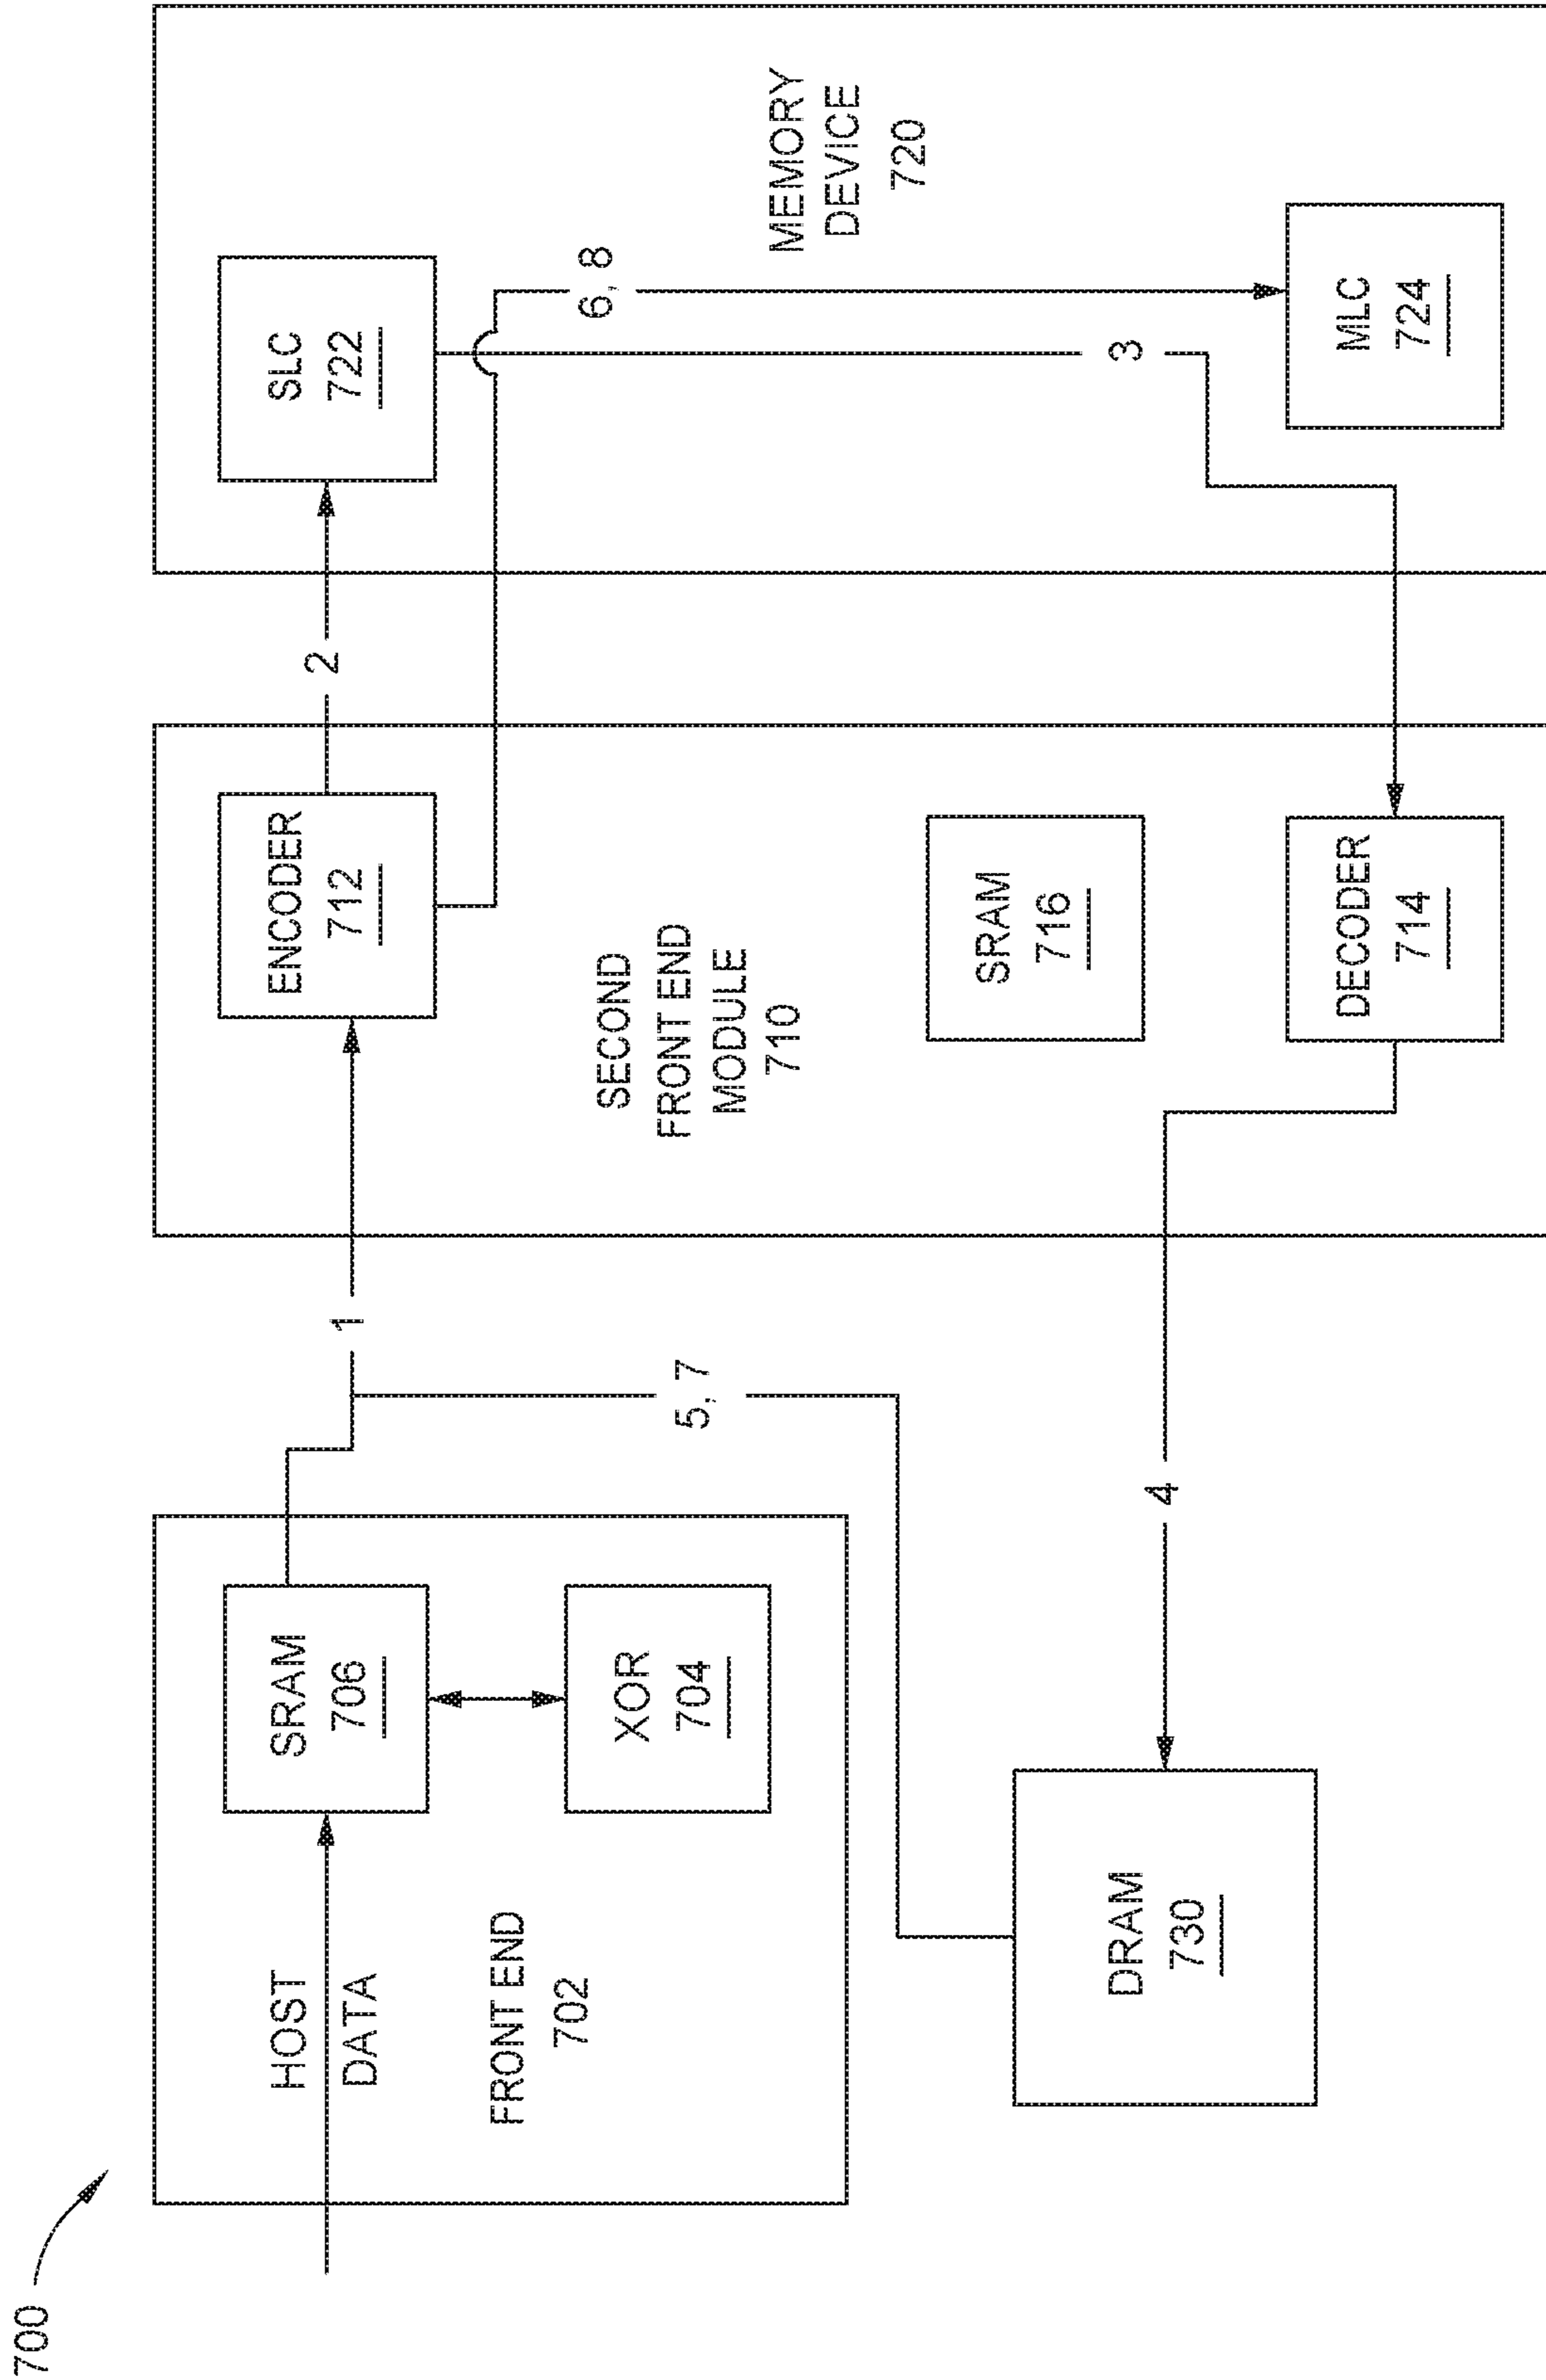 700
HOST
DATA
FRONT END
702
SRAM
706
XOR
704
DRAM
730
1
5, 7
4
ENCODER
712
SECOND
FRONT END
MODULE
710
SRAM
716
DECODER
714
2
SLC
722
6, 8
3
MEMORY
DEVICE
720
MLC
724